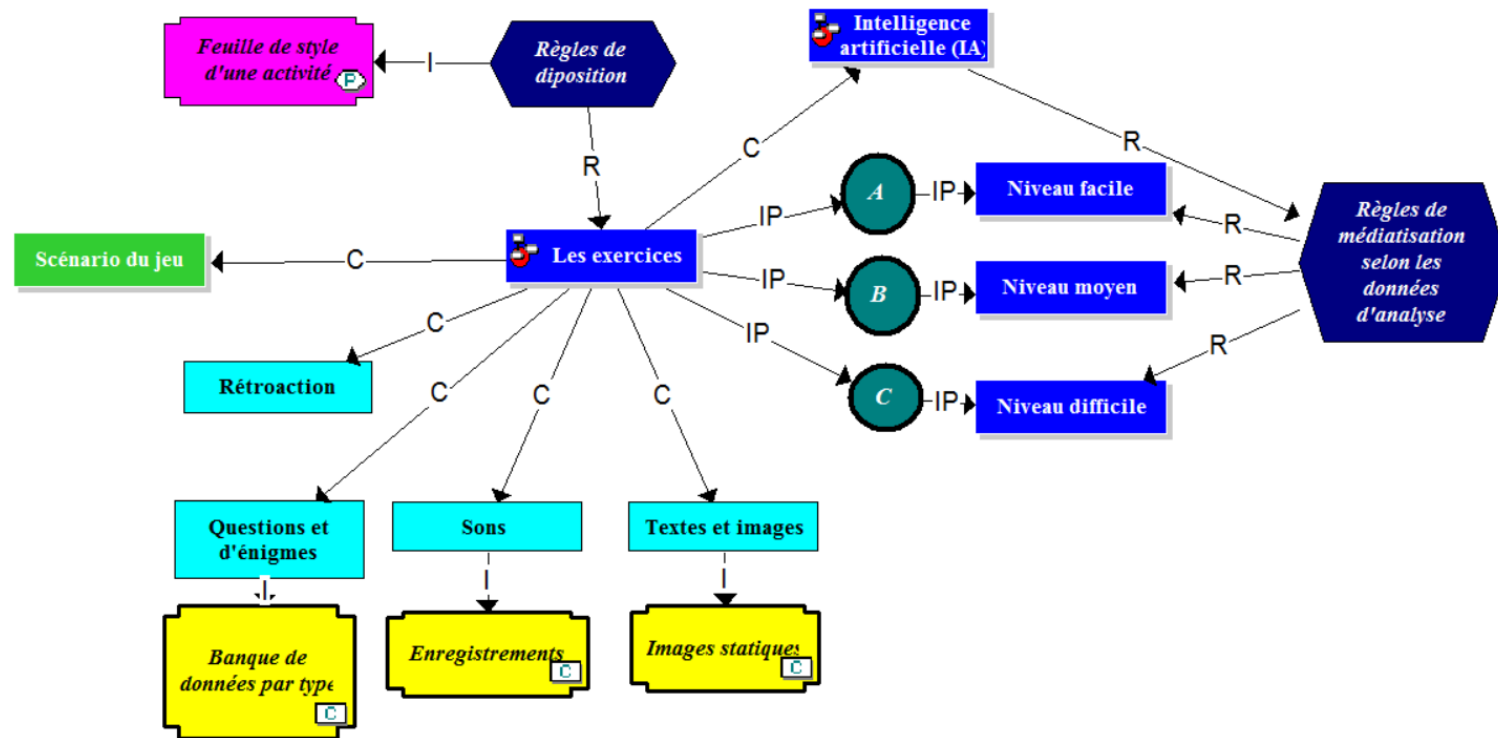 Feuille de style
d'une activité
P
I
Règles de
diposition
Intelligence
artificielle (IA)
R
C
R
A
IP
Niveau facile
IP
R
Règles de
médiatisation
selon les
données
d'analyse
Scénario du jeu
C
Les exercices
IP
B
IP
Niveau moyen
R
C
IP
R
Rétroaction
C
C
C
C
IP
Niveau difficile
Questions et
d'énigmes
Sons
Textes et images
I
I
I
Banque de
données par type
C
Enregistrements
C
Images statiques
C